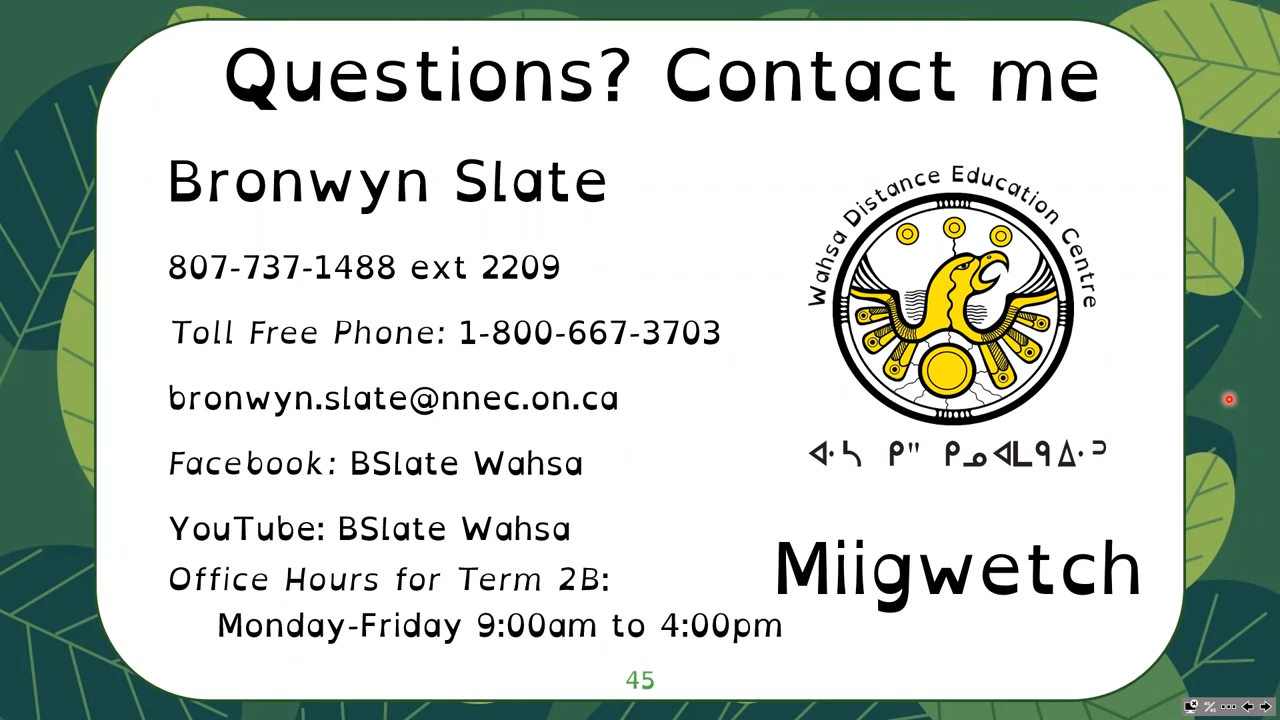 Questions? Contact me
Bronwyn Slate
807-737-1488 ext 2209
Toll Free Phone: 1-800-667-3703
bronwyn.slate@nnec.on.ca
Facebook: BSlate Wahsa
YouTube: BSlate Wahsa
Office Hours for Term 2B:
Monday-Friday 9:00am to 4:00pm
Wahsa Distance Education Centre
ᐊᐧᓴ ᑭᐦ ᑭᓄᐊᒪᑫᐃᐧᐣ
Miigwetch
45